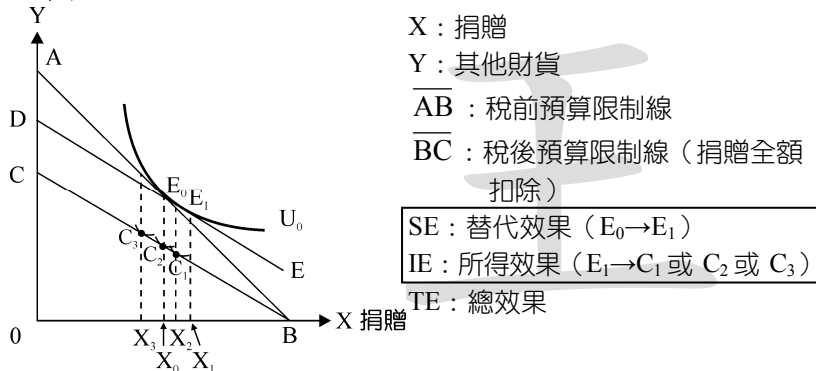 Y
A
D
C
E₀
E₁
U₀
C₃
C₂
C₁
E
0
B
X 捐贈
X₃
X₂
X₀
X₁
X：捐贈
Y：其他財貨
AB：稅前預算限制線
BC：稅後預算限制線（捐贈全額
扣除）
SE：替代效果（E₀→E₁）
IE：所得效果（E₁→C₁ 或 C₂ 或 C₃）
TE：總效果